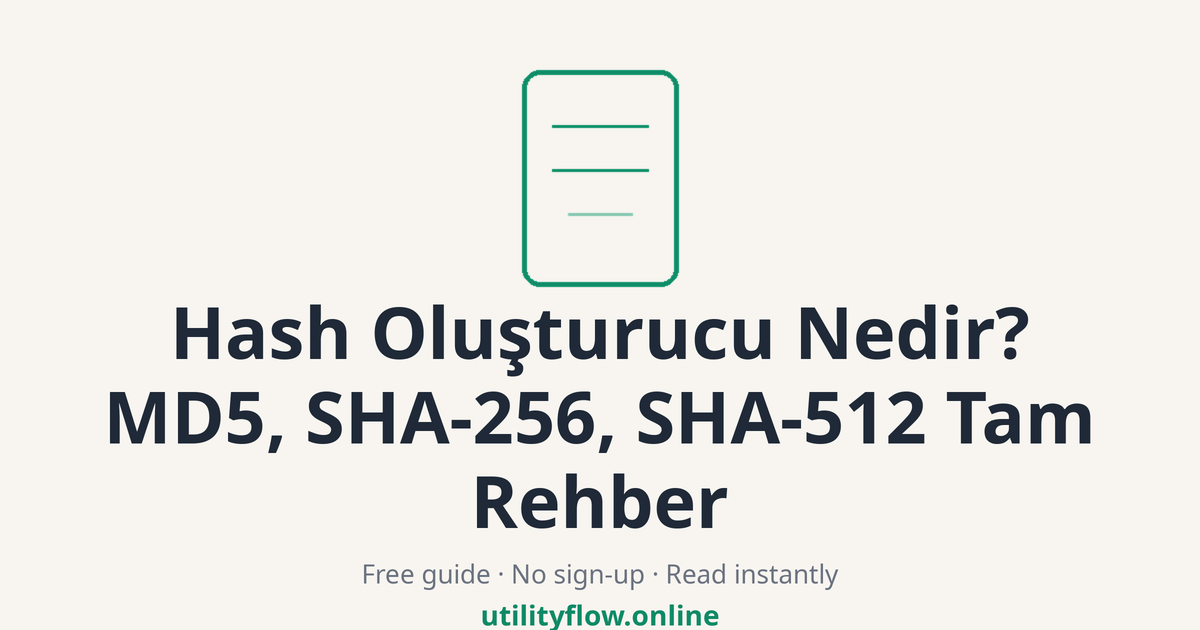 Hash Oluşturucu Nedir?
MD5, SHA-256, SHA-512 Tam
Rehber
Free guide · No sign-up · Read instantly
utilityflow.online